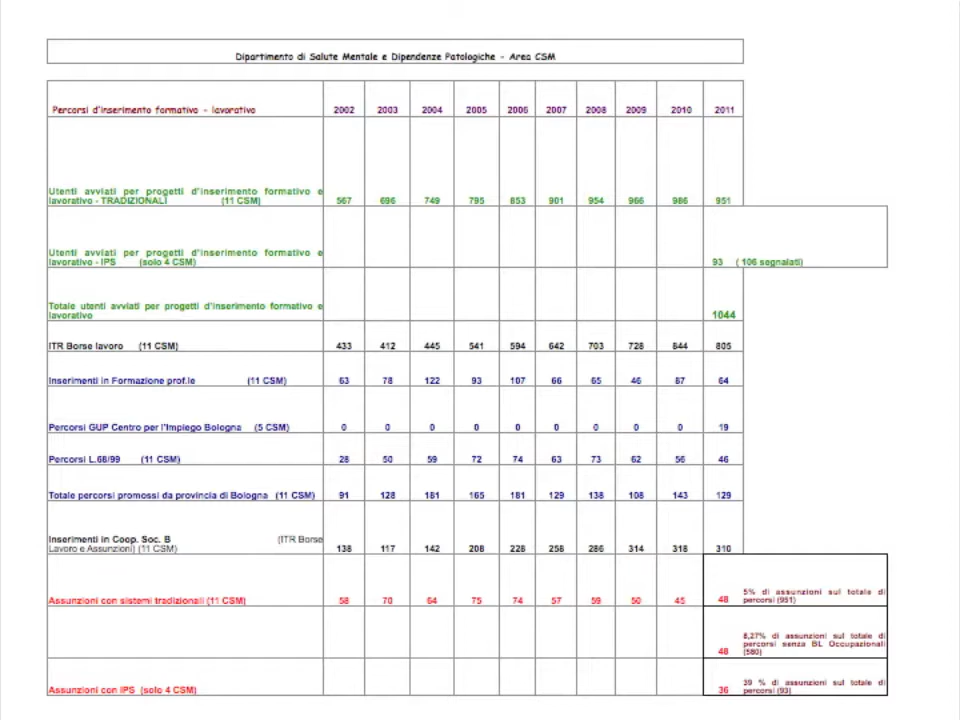 Dipartimento di Salute Mentale e Dipendenze Patologiche - Area CSM
Percorsi d'inserimento formativo - lavorativo 2002 2003 2004 2005 2006 2007 2008 2009 2010 2011
Utenti avviati per progetti d'inserimento formativo e
lavorativo - TRADIZIONALI (11 CSM) 567 696 749 795 853 901 954 966 986 951
Utenti avviati per progetti d'inserimento formativo e
lavorativo - IPS (solo 4 CSM) 93 ( 106 segnalati)
Totale utenti avviati per progetti d'inserimento formativo e
lavorativo 1044
ITR Borse lavoro (11 CSM) 433 412 445 541 594 642 703 728 844 805
Inserimenti in Formazione prof.le (11 CSM) 63 78 122 93 107 66 65 46 87 64
Percorsi GUP Centro per l'Impiego Bologna (5 CSM) 0 0 0 0 0 0 0 0 0 19
Percorsi L.68/99 (11 CSM) 28 50 59 72 74 63 73 62 56 46
Totale percorsi promossi da provincia di Bologna (11 CSM) 91 128 181 165 181 129 138 108 143 129
Inserimenti in Coop. Soc. B (ITR Borse
Lavoro e Assunzioni) (11 CSM) 138 117 142 208 228 258 286 314 318 310
Assunzioni con sistemi tradizionali (11 CSM) 58 70 64 75 74 57 59 50 45 48
5% di assunzioni sul totale di
percorsi (951)
48
8,27% di assunzioni sul totale di
percorsi senza BL Occupazionali
(580)
Assunzioni con IPS (solo 4 CSM) 36
39 % di assunzioni sul totale di
percorsi (93)